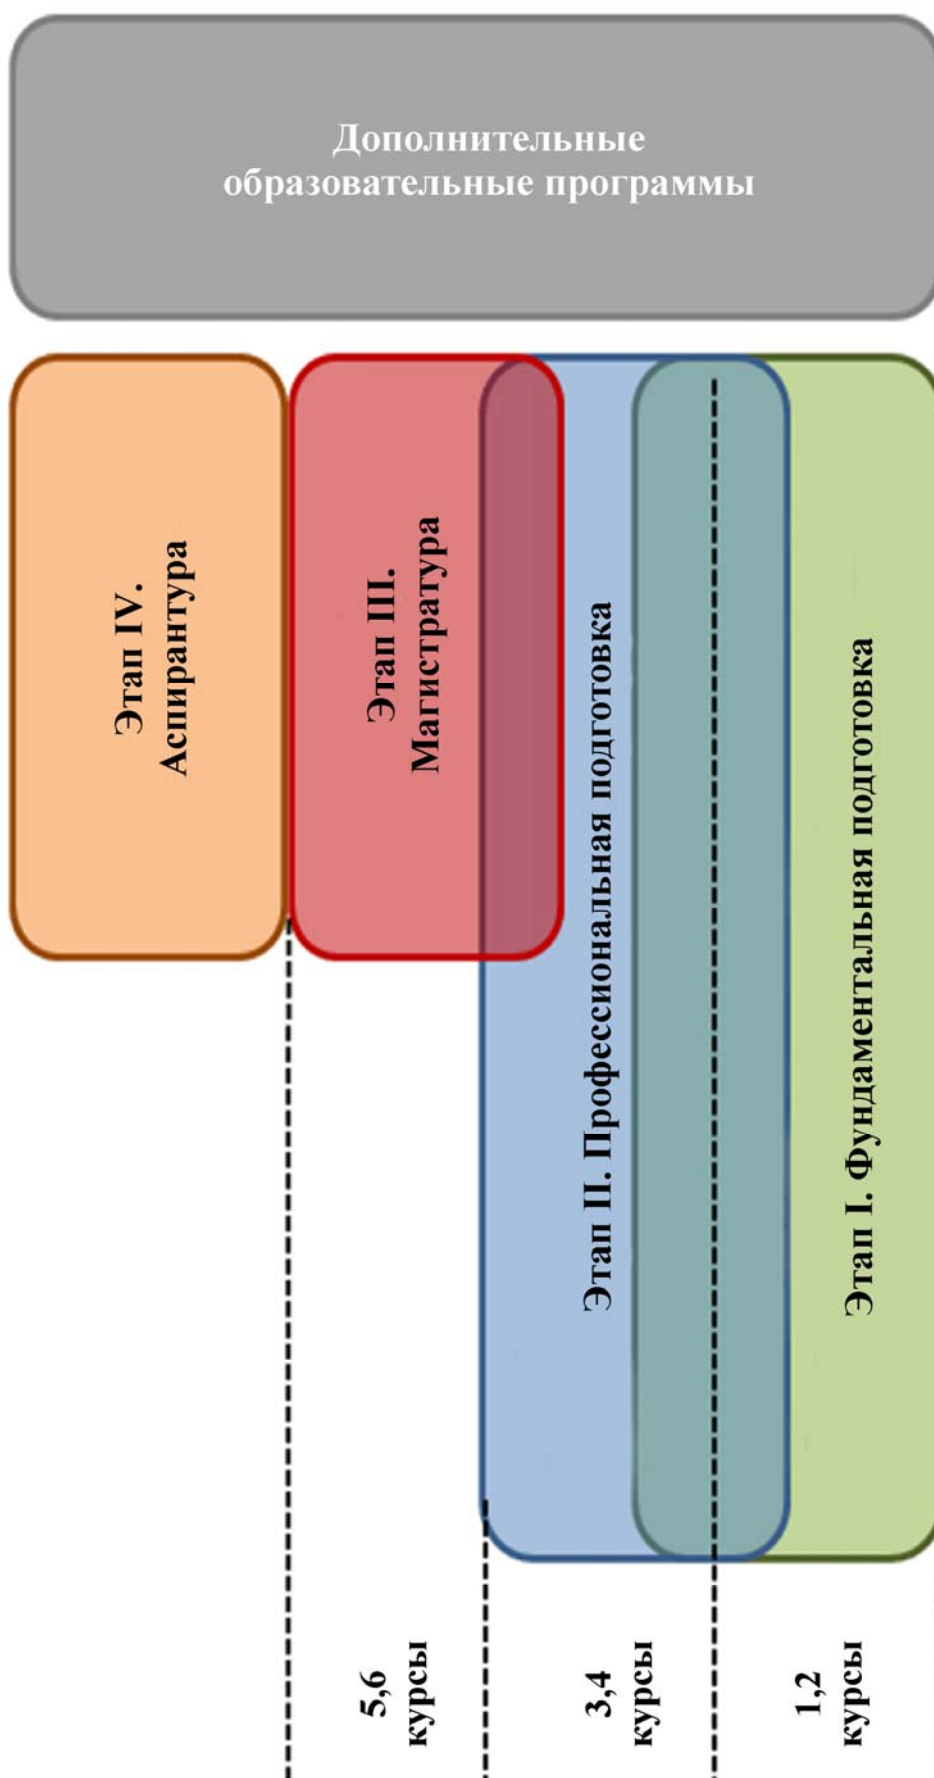 Дополнительные
образовательные программы
Этап IV.
Аспирантура
Этап III.
Магистратура
Этап II. Профессиональная подготовка
Этап I. Фундаментальная подготовка
5,6
курсы
3,4
курсы
1,2
курсы